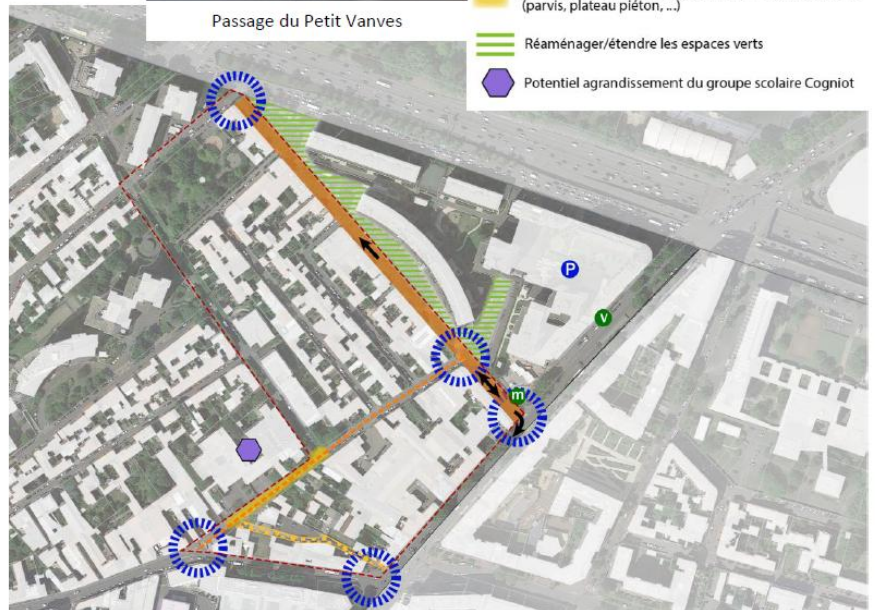 (parvis, plateau piéton, ...)
Passage du Petit Vanves
Réaménager/étendre les espaces verts
Potentiel agrandissement du groupe scolaire Cogniot
P
V
m